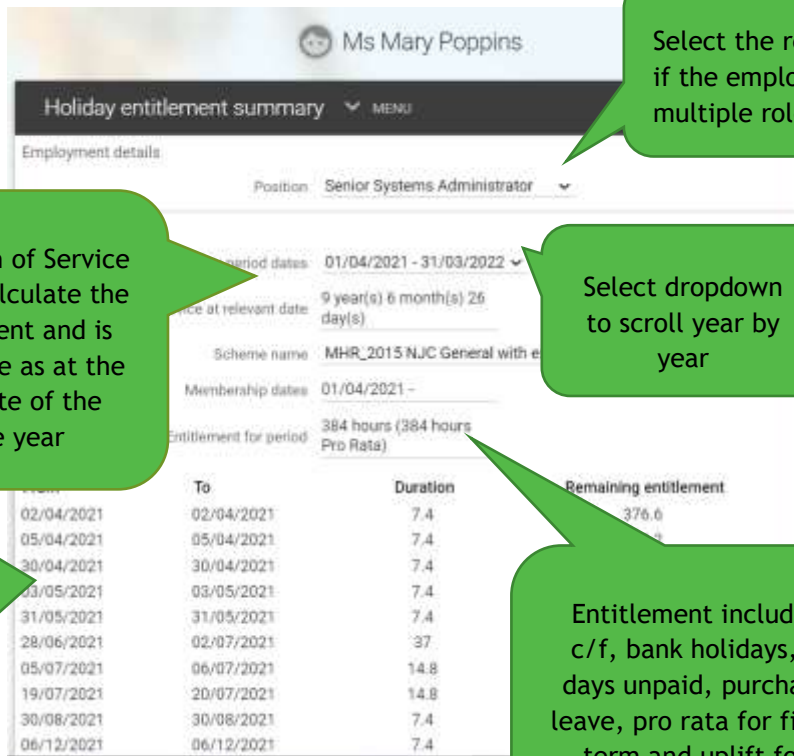 Ms Mary Poppins
Select the
if the
multiple
Holiday entitlement summary MENU
Employment details
Position Senior Systems Administrator
of Service
the
and is
as at the
of the
year
period dates 01/04/2021 - 31/03/2022
at relevant date 9 year(s) 6 month(s) 26
day(s)
Scheme name MHR_2015 NJC General with
Membership dates 01/04/2021 -
Entitlement for period 384 hours (384 hours
Pro Rata)
Select dropdown
to scroll year by
year
To Duration Remaining entitlement
02/04/2021 02/04/2021 7.4 376.6
05/04/2021 05/04/2021 7.4
30/04/2021 30/04/2021 7.4
03/05/2021 03/05/2021 7.4
31/05/2021 31/05/2021 7.4
28/06/2021 02/07/2021 37
05/07/2021 06/07/2021 14.8
19/07/2021 20/07/2021 14.8
30/08/2021 30/08/2021 7.4
06/12/2021 06/12/2021 7.4
Entitlement
c/f, bank holidays,
days unpaid,
leave, pro rata for
term and uplift